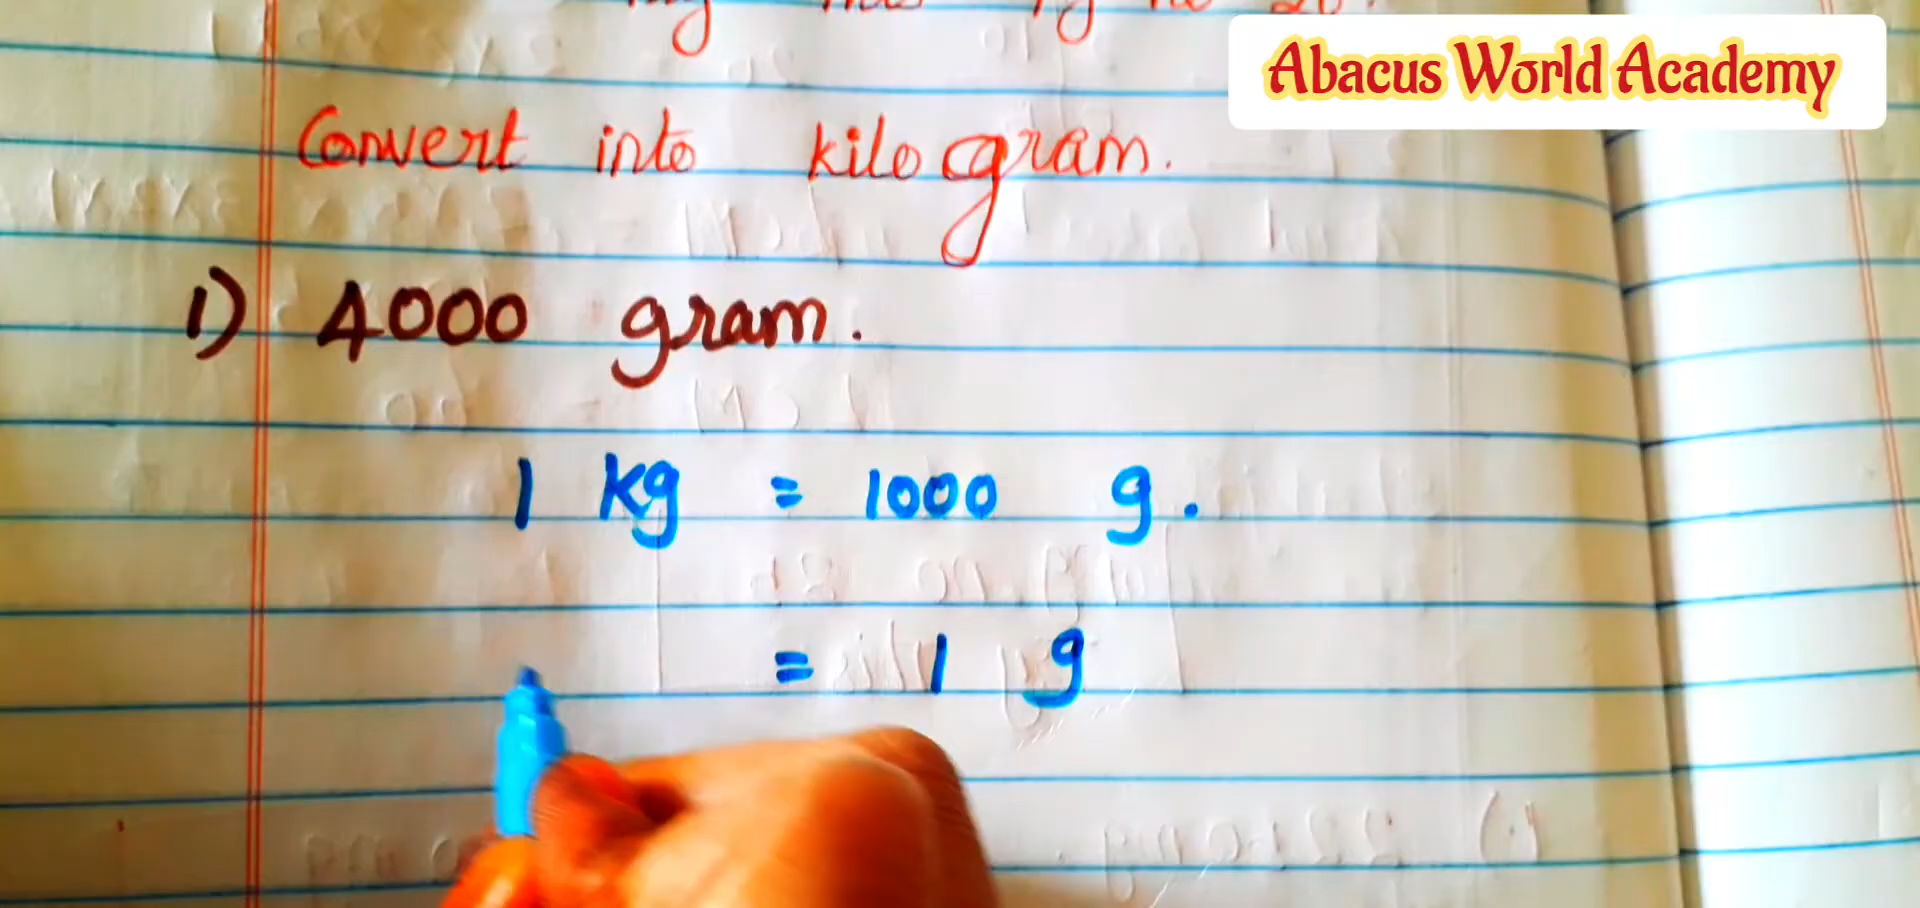 Abacus World Academy
Convert into kilogram.
1) 4000 gram.
1 kg = 1000 g.
= 1 g